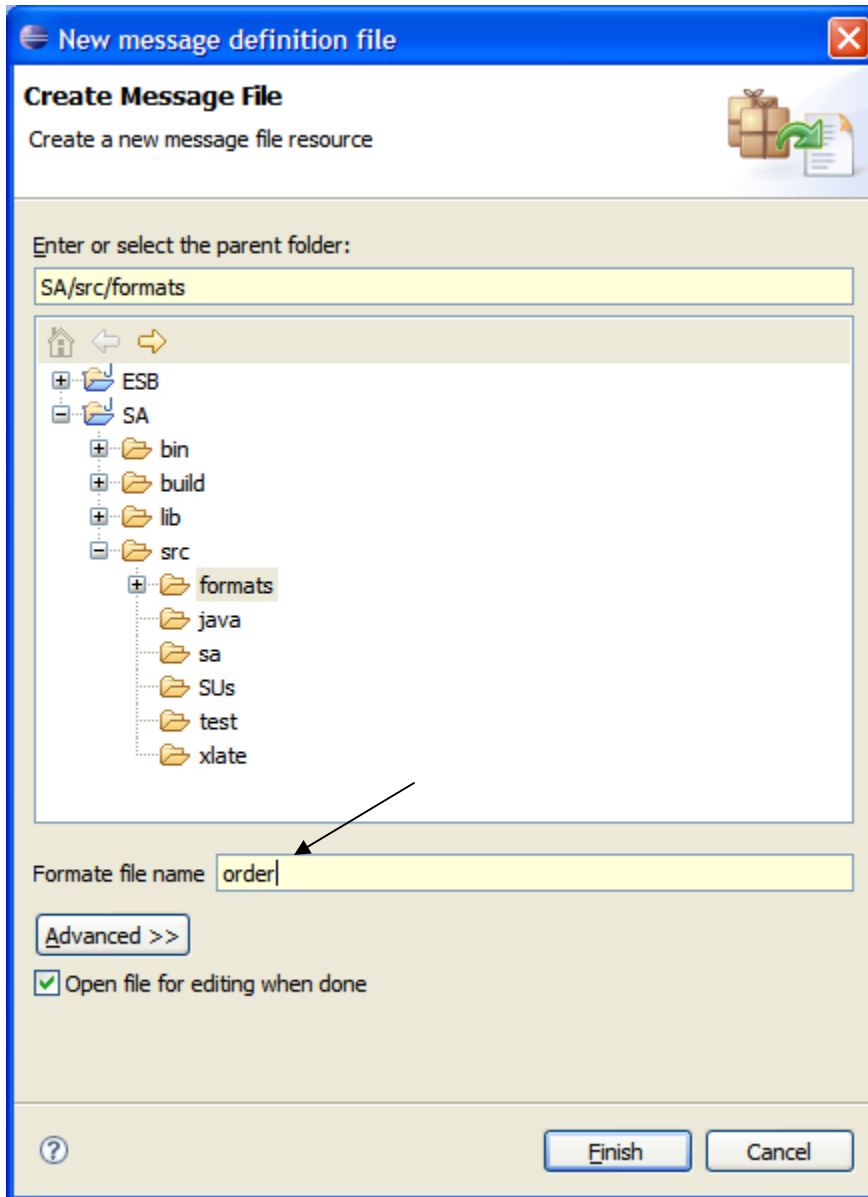 New message definition file
Create Message File
Create a new message file resource
Enter or select the parent folder:
SA/src/formats
ESB
SA
bin
build
lib
src
formats
java
sa
SUs
test
xlate
Formate file name order
Advanced >>
Open file for editing when done
Finish Cancel